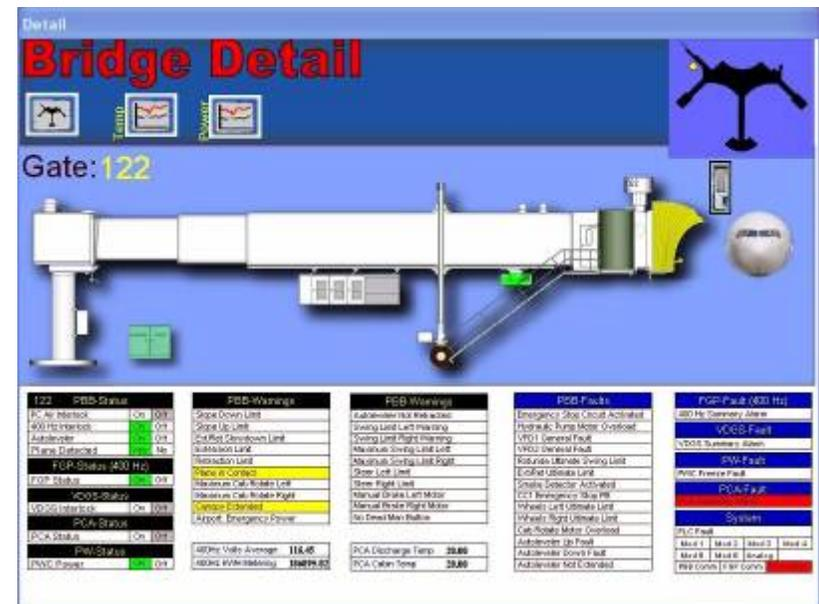 Detail
Bridge Detail
Temp
Power
Gate: 122
122 PBB-Status
PC Air Interlock On Off
400 Hz Interlock On Off
Autoleveler On Off
Plane Detected Yes No
FGP-Status (400 Hz)
FGP Status On Off
VDGS-Status
VDGS Interlock On Off
PCA-Status
PCA Status On Off
PW-Status
PWC Power On Off
PBB-Warnings
Slope Down Limit
Slope Up Limit
Ext/Ret Slowdown Limit
Extension Limit
Retraction Limit
Plane in Contact
Maximum Cab Rotate Left
Maximum Cab Rotate Right
Canopy Extended
Airport Emergency Power
400Hz Volts Average 116.45
400Hz KWH Metering
PBB-Warnings
Autoleveler Not Retracted
Swing Limit Left Warning
Swing Limit Right Warning
Maximum Swing Limit Left
Maximum Swing Limit Right
Steer Left Limit
Steer Right Limit
Manual Brake Left Motor
Manual Brake Right Motor
No Dead Man Button
PCA Discharge Temp 20.00
PCA Cabin Temp 20.00
PBB-Faults
Emergency Stop Circuit Activated
Hydraulic Pump Motor Overload
VFD1 General Fault
VFD2 General Fault
Rotunda Ultimate Swing Limit
Ext/Ret Ultimate Limit
Smoke Detector Activated
Emergency Stop PB
Wheels Left Ultimate Limit
Wheels Right Ultimate Limit
Cab Rotate Motor Overload
Autoleveler Up Fault
Autoleveler Down Fault
Autoleveler Not Extended
FGP-Fault (400 Hz)
400 Hz Summary Alarm
VDGS-Fault
VDGS Summary Alarm
PW-Fault
PWC Freeze Fault
PCA-Fault
System
PLC Fault
Mod 1 Mod 2 Mod 3 Mod 4
Mod 5 Mod 6 Analog
PBB Comm FGP Comm